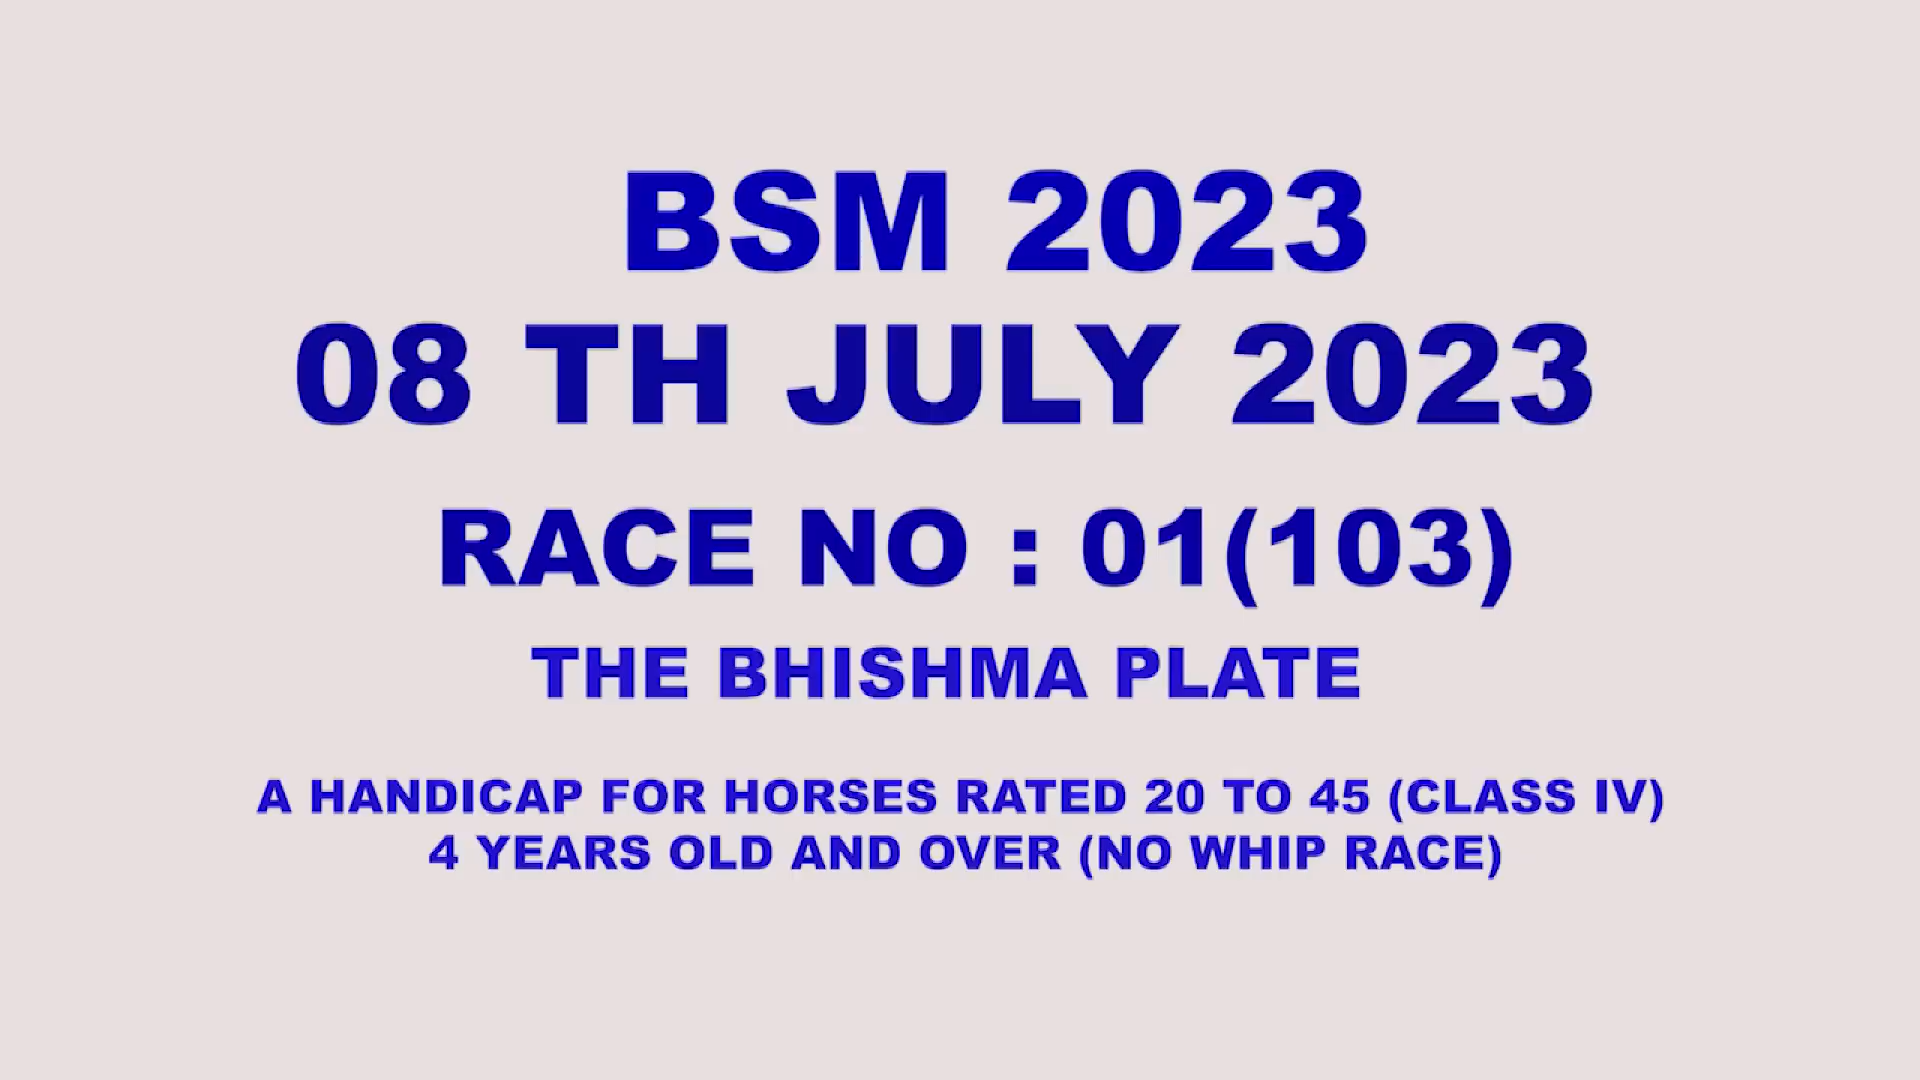 BSM 2023
08 TH JULY 2023
RACE NO : 01(103)
THE BHISHMA PLATE
A HANDICAP FOR HORSES RATED 20 TO 45 (CLASS IV)
4 YEARS OLD AND OVER (NO WHIP RACE)